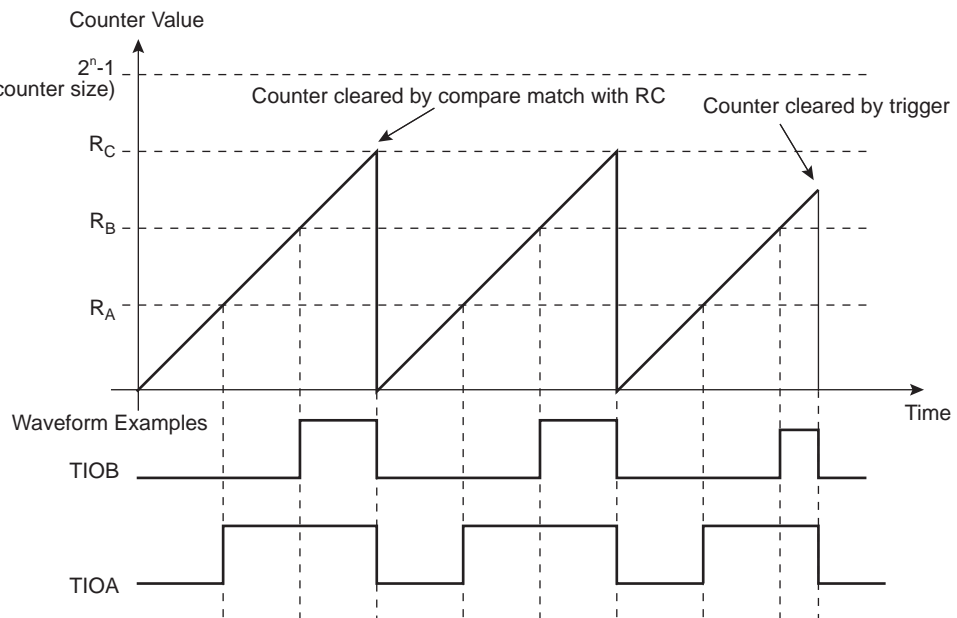 Counter Value
2ⁿ-1
counter size)
Counter cleared by compare match with RC
Counter cleared by trigger
R_C
R_B
R_A
Time
Waveform Examples
TIOB
TIOA